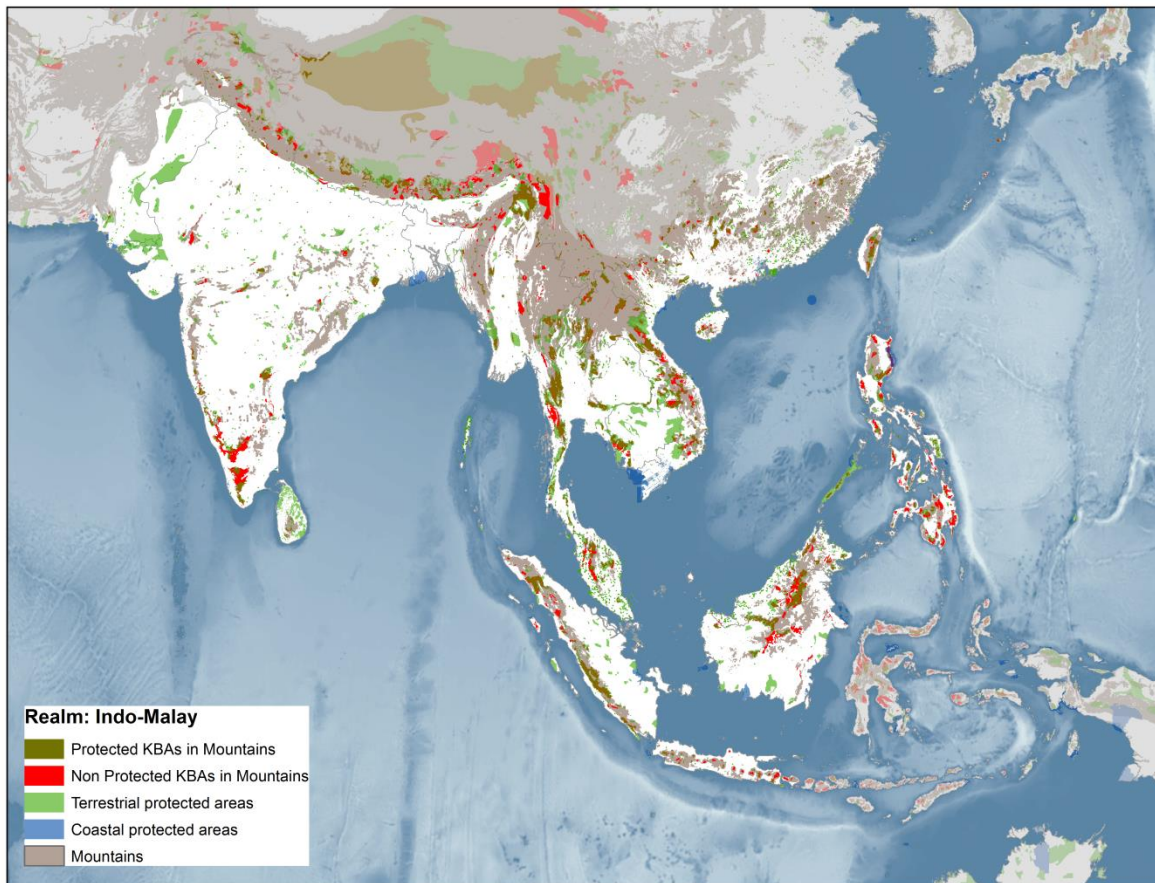 Realm: Indo-Malay
Protected KBAs in Mountains
Non Protected KBAs in Mountains
Terrestrial protected areas
Coastal protected areas
Mountains